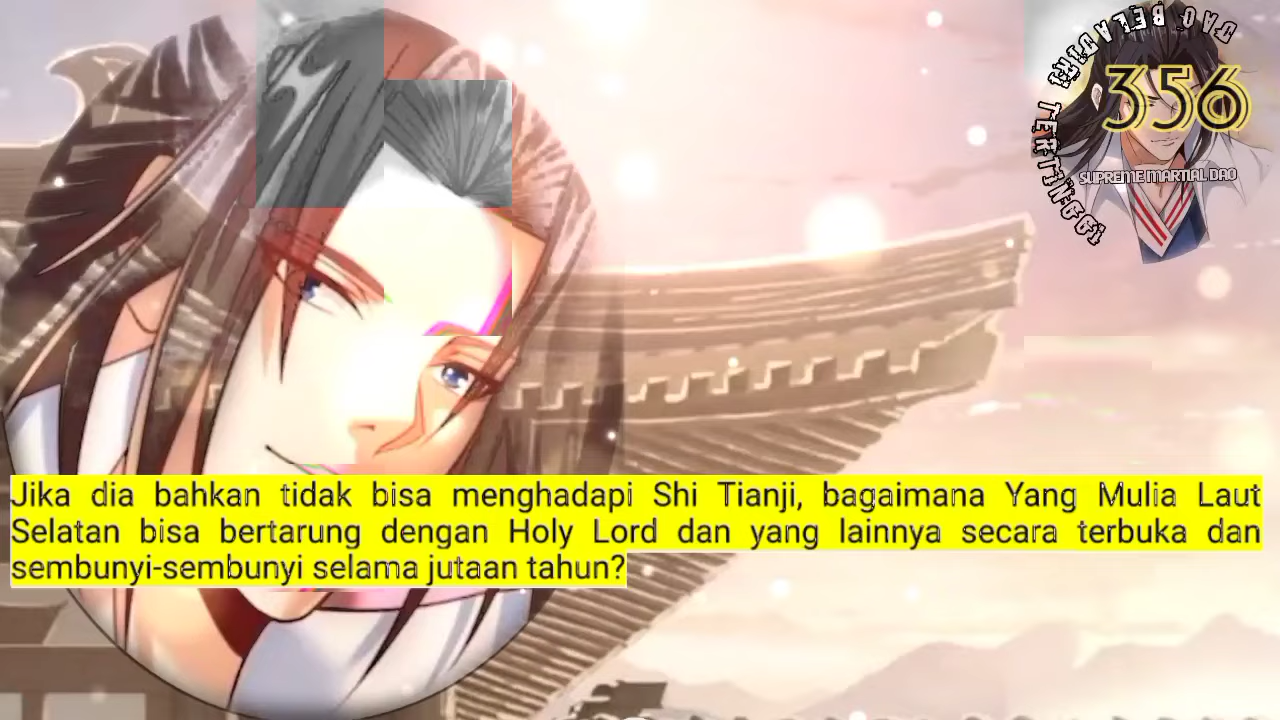 DAO BELADIRI TERTINGGI
356
SUPREME MARTIAL DAO
Jika dia bahkan tidak bisa menghadapi Shi Tianji, bagaimana Yang Mulia Laut
Selatan bisa bertarung dengan Holy Lord dan yang lainnya secara terbuka dan
sembunyi-sembunyi selama jutaan tahun?